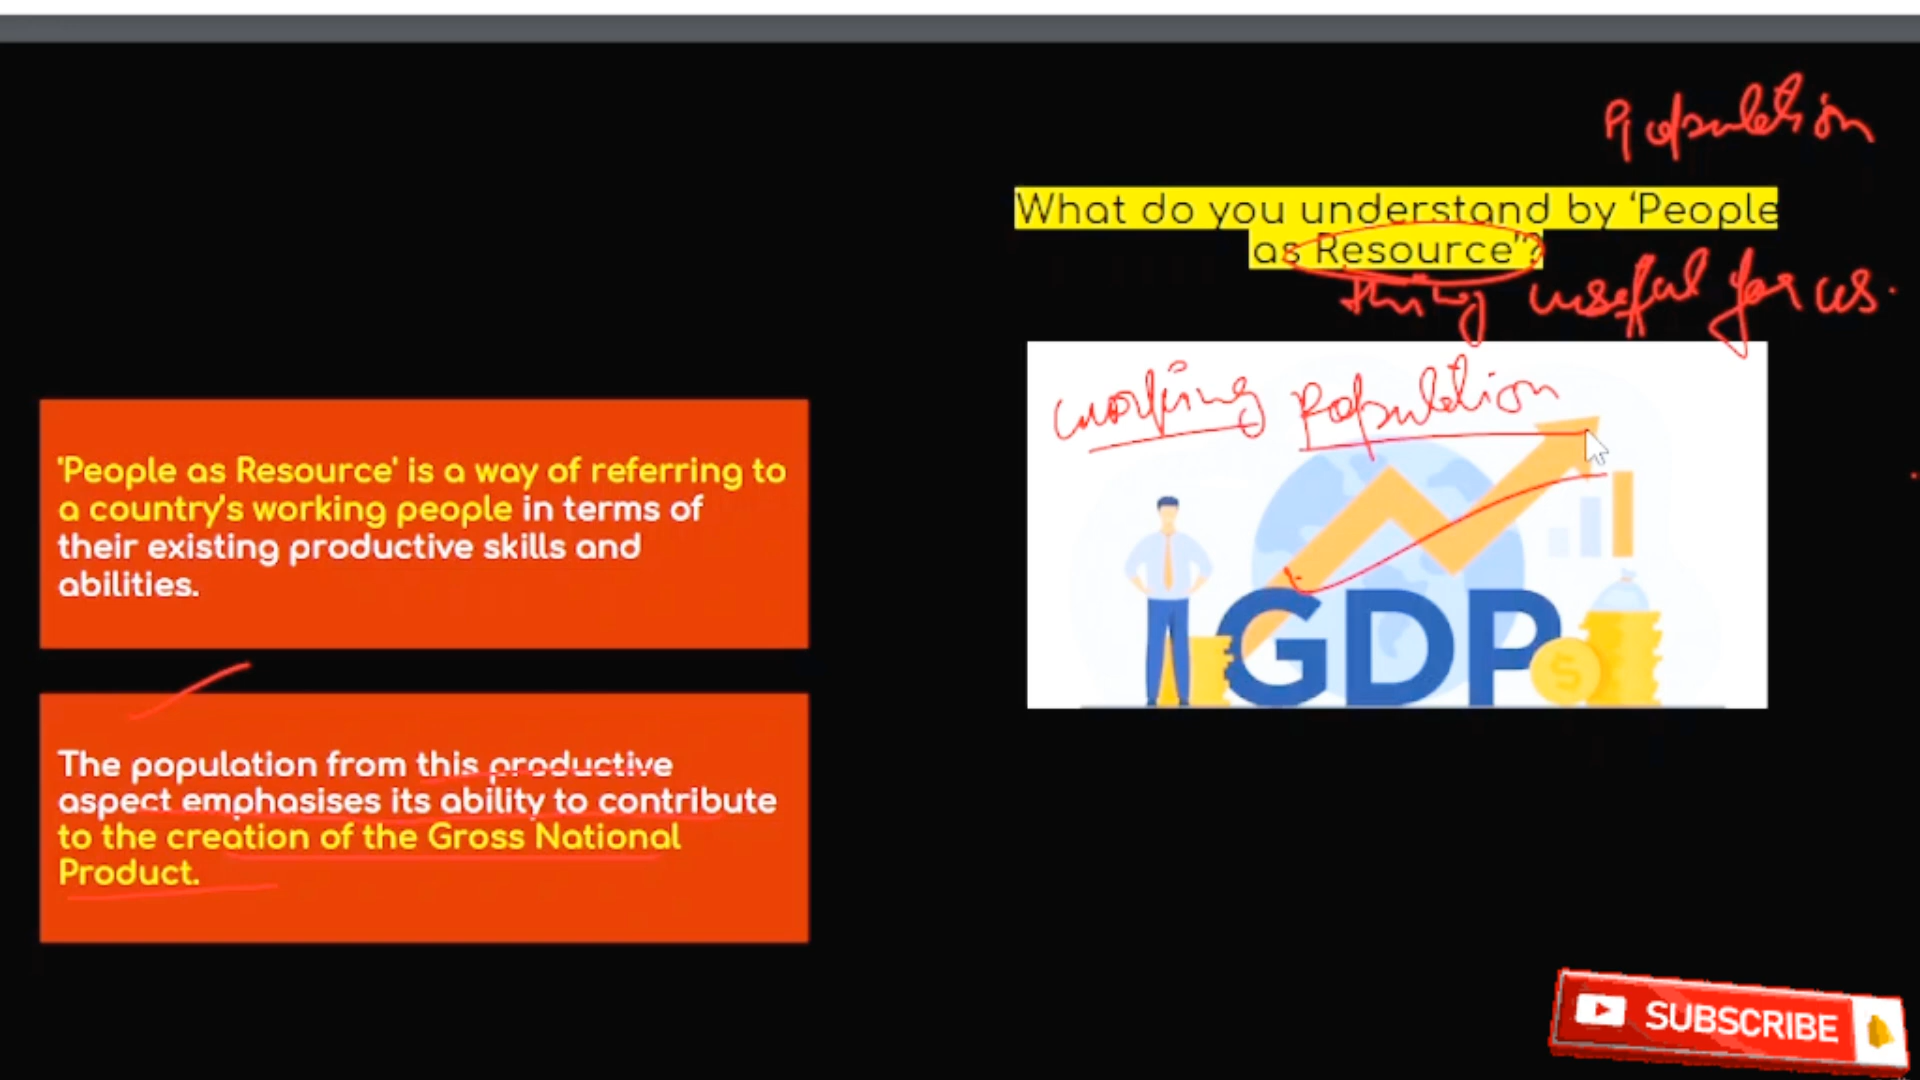 Population
What do you understand by ‘People
as Resource’'?
thing useful for us.
working population
GDP
$
'People as Resource' is a way of referring to
a country's working people in terms of
their existing productive skills and
abilities.
The population from this productive
aspect emphasises its ability to contribute
to the creation of the Gross National
Product.
SUBSCRIBE